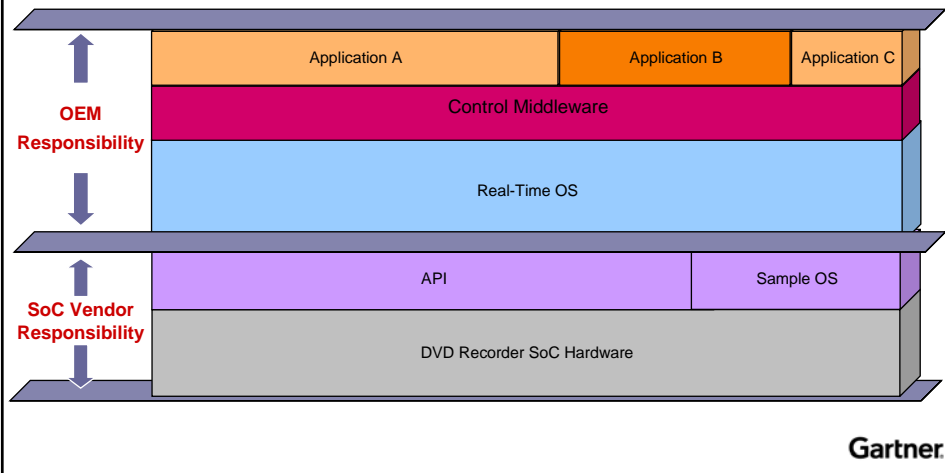 Application A
Application B
Application C
OEM
Responsibility
Control Middleware
Real-Time OS
SoC Vendor
Responsibility
API
Sample OS
DVD Recorder SoC Hardware
Gartner